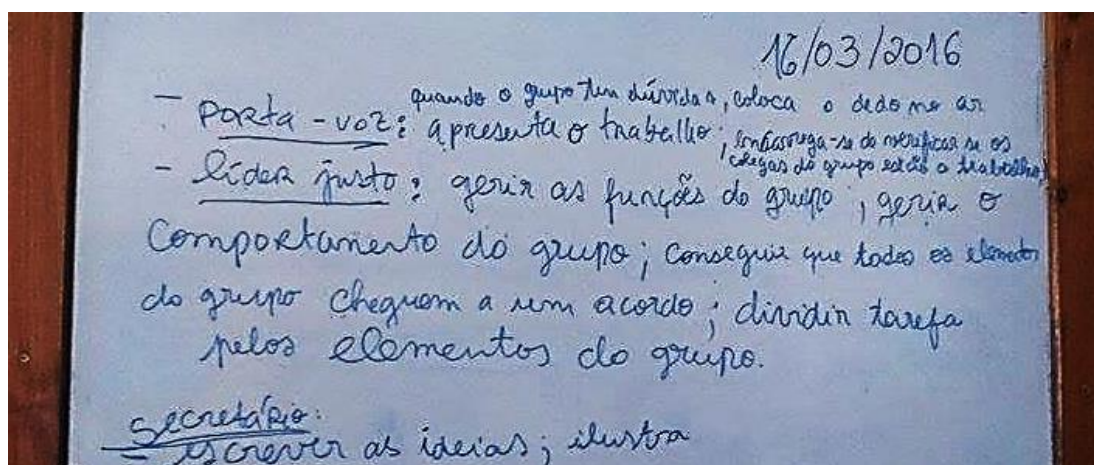 16/03/2016
quando o grupo tem dúvidas, coloca o dedo no ar
- Porta-voz: apresenta o trabalho; encarrega-se de verificar se os
colegas do grupo estão a trabalhar;
- Líder justo: gerir as funções do grupo; gerir o
Comportamento do grupo; conseguir que todos os elementos
do grupo cheguem a um acordo; dividir tarefa
pelos elementos do grupo.
Secretário:
- escrever as ideias; ilustra